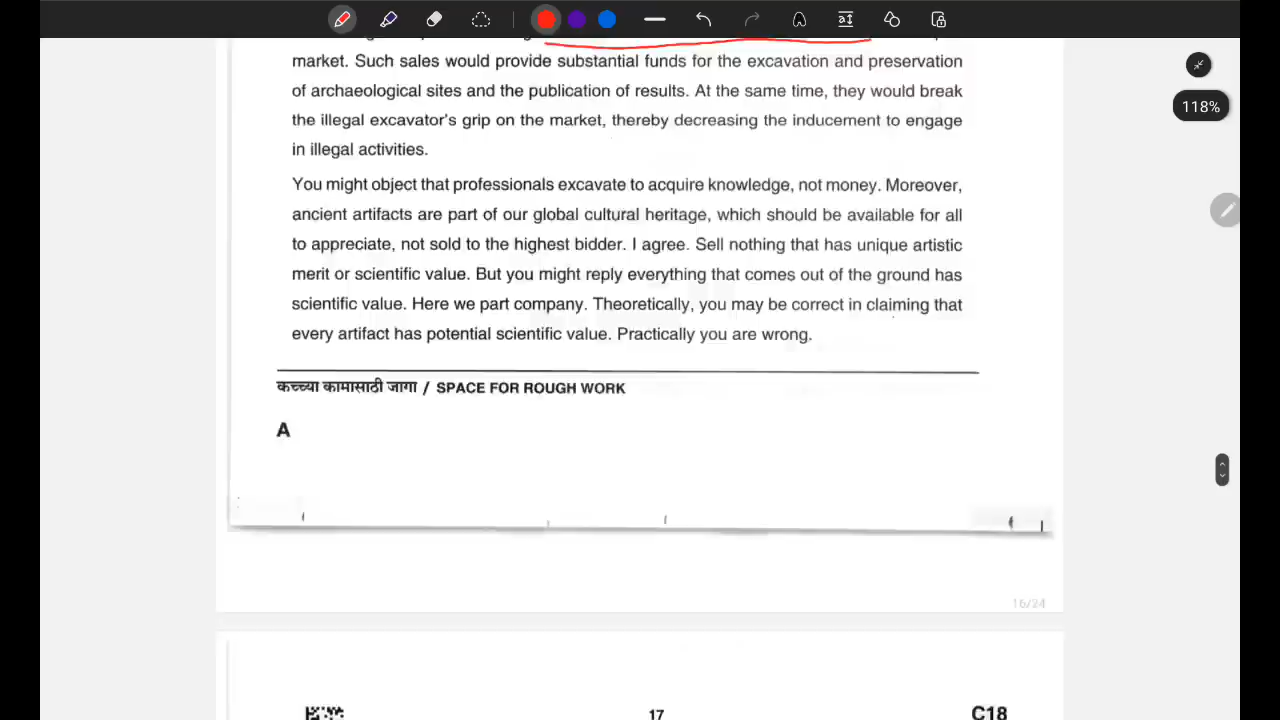 118%
market. Such sales would provide substantial funds for the excavation and preservation
of archaeological sites and the publication of results. At the same time, they would break
the illegal excavator's grip on the market, thereby decreasing the inducement to engage
in illegal activities.
You might object that professionals excavate to acquire knowledge, not money. Moreover,
ancient artifacts are part of our global cultural heritage, which should be available for all
to appreciate, not sold to the highest bidder. I agree. Sell nothing that has unique artistic
merit or scientific value. But you might reply everything that comes out of the ground has
scientific value. Here we part company. Theoretically, you may be correct in claiming that
every artifact has potential scientific value. Practically you are wrong.
कच्च्या कामासाठी जागा / SPACE FOR ROUGH WORK
A
16/24
17 C18